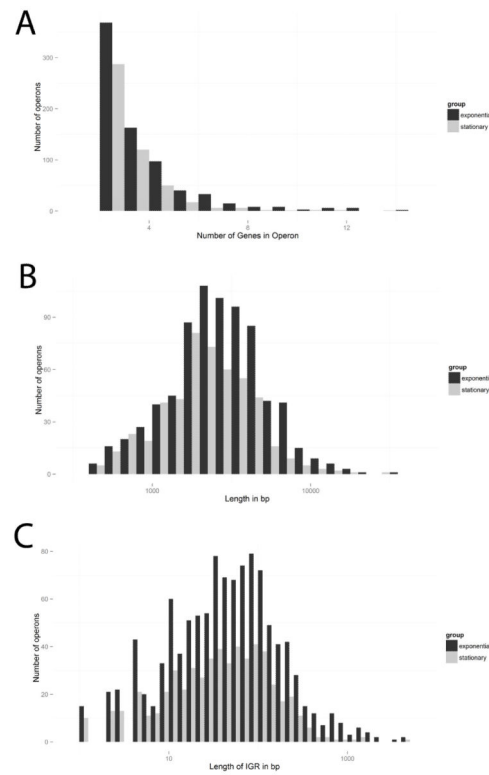 A
300
200
100
0
Number of operons
4
8
12
Number of Genes in Operon
group
exponentia
stationary
B
90
60
30
0
Number of operons
1000
10000
Length in bp
group
exponentia
stationary
C
80
60
40
20
0
Number of operons
10
1000
Length of IGR in bp
group
exponentia
stationary